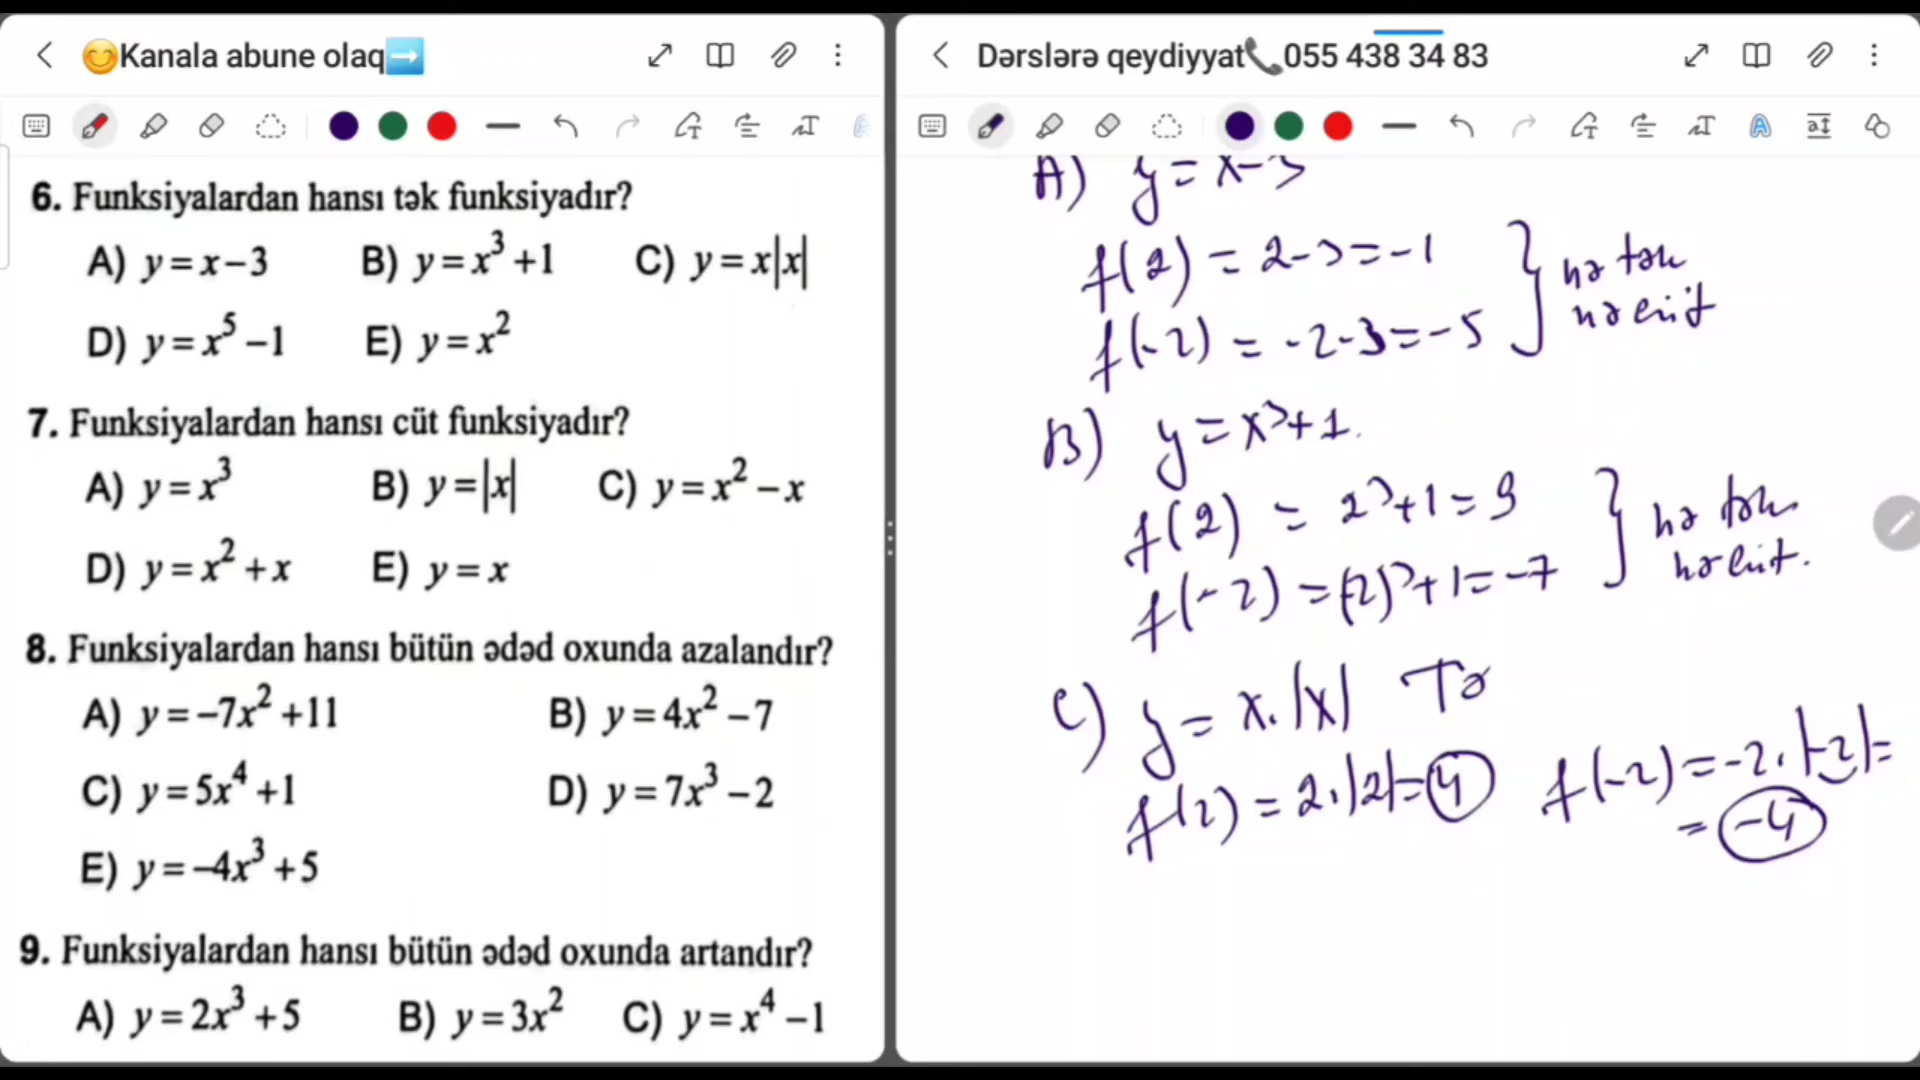 😊Kanala abune olaq➡️
6. Funksiyalardan hansı tək funksiyadır?
A) y = x – 3 B) y = x³ + 1 C) y = x|x|
D) y = x⁵ – 1 E) y = x²
7. Funksiyalardan hansı cüt funksiyadır?
A) y = x³ B) y = |x| C) y = x² – x
D) y = x² + x E) y = x
8. Funksiyalardan hansı bütün ədəd oxunda azalandır?
A) y = –7x² + 11 B) y = 4x² – 7
C) y = 5x⁴ + 1 D) y = 7x³ – 2
E) y = –4x³ + 5
9. Funksiyalardan hansı bütün ədəd oxunda artandır?
A) y = 2x³ + 5 B) y = 3x² C) y = x⁴ – 1
Dərslərə qeydiyyat📞055 438 34 83
A) y = x – 3
f(2) = 2 - 3 = -1
f(-2) = -2 - 3 = -5
nə tək
nə cüt
B) y = x³ + 1.
f(2) = 2³ + 1 = 9
f(-2) = (-2)³ + 1 = -7
nə tək
nə cüt.
C) y = x. |x| Tə
f(2) = 2. |2| = 4 f(-2) = -2. |-2| =
= -4